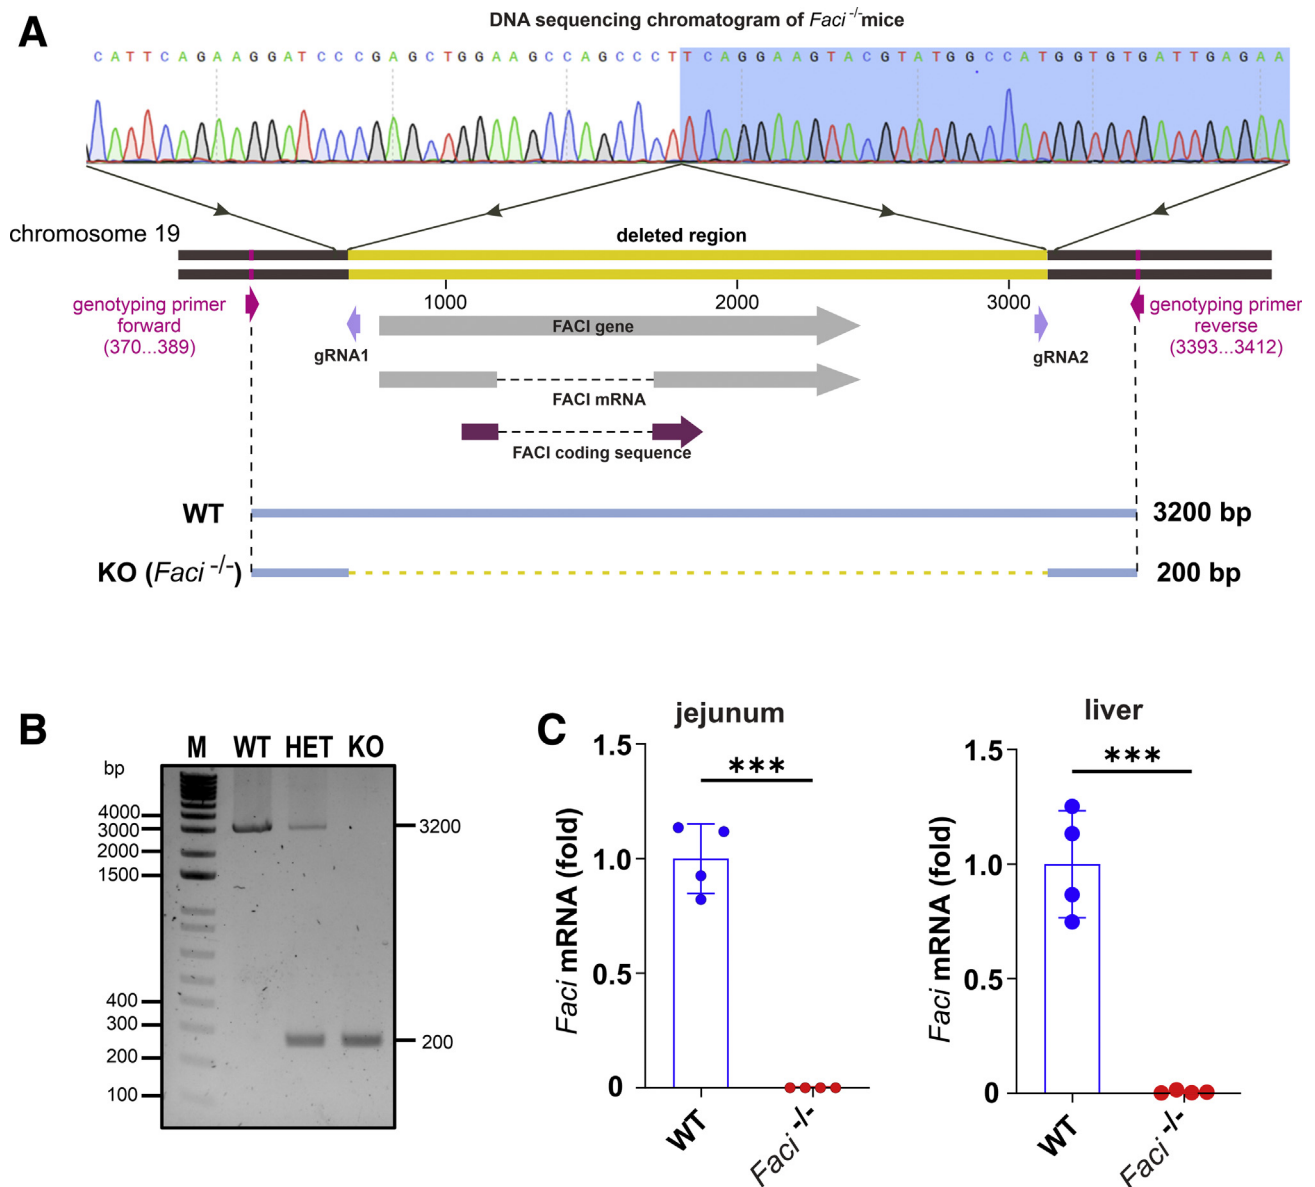 A
DNA sequencing chromatogram of Faci -/-mice
CATTCAGAAGGATCCCGAGCTGGAAGCCAGCCCTTCAGGAAGTACGTATGGCCATGGTGTGATTGAGAA
chromosome 19
deleted region
1000
2000
3000
genotyping primer
forward
(370...389)
gRNA1
FACI gene
gRNA2
genotyping primer
reverse
(3393...3412)
FACI mRNA
FACI coding sequence
WT
3200 bp
KO (Faci -/-)
200 bp
B
M WT HET KO
bp
4000
3000
2000
1500
400
300
200
100
3200
200
C
jejunum
***
Faci mRNA (fold)
1.5
1.0
0.5
0
WT
Faci -/-
liver
***
Faci mRNA (fold)
1.5
1.0
0.5
0
WT
Faci -/-